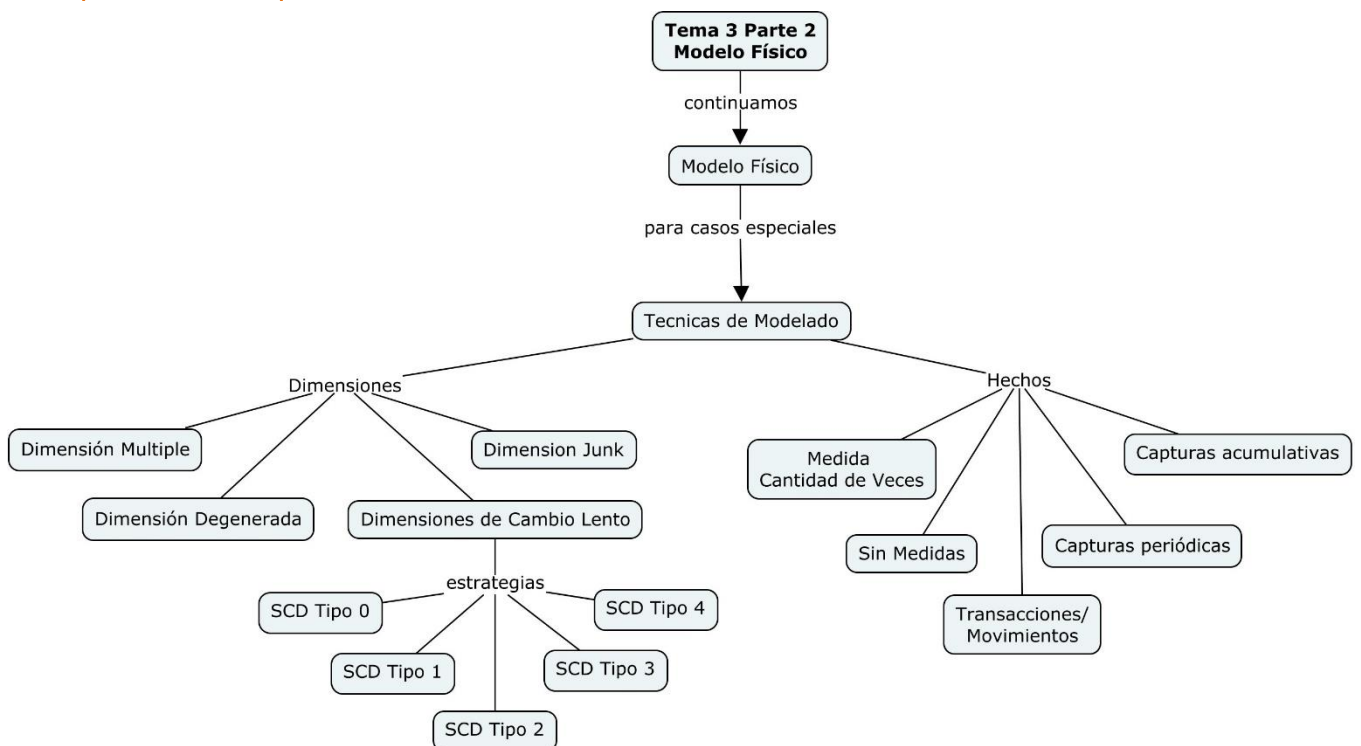 Tema 3 Parte 2
Modelo Físico
continuamos
Modelo Físico
para casos especiales
Tecnicas de Modelado
Dimensiones
Hechos
Dimensión Multiple
Dimension Junk
Dimensión Degenerada
Dimensiones de Cambio Lento
estrategias
SCD Tipo 0
SCD Tipo 1
SCD Tipo 2
SCD Tipo 3
SCD Tipo 4
Medida
Cantidad de Veces
Sin Medidas
Transacciones/
Movimientos
Capturas periódicas
Capturas acumulativas